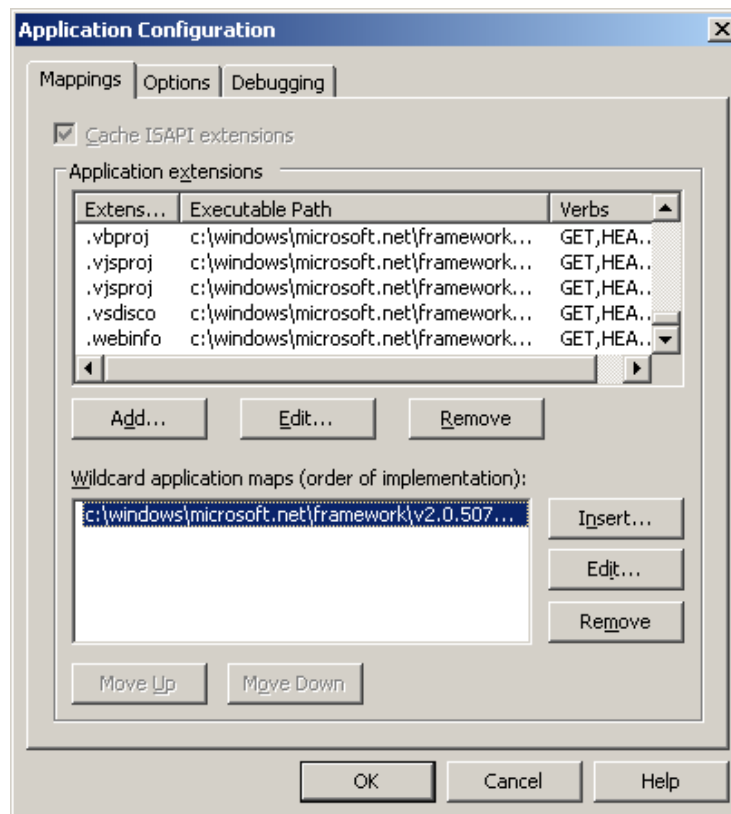 Application Configuration
Mappings Options Debugging
Cache ISAPI extensions
Application extensions
Extens... Executable Path Verbs
.vbproj c:\windows\microsoft.net\framework... GET,HEA...
.vjsproj c:\windows\microsoft.net\framework... GET,HEA...
.vjsproj c:\windows\microsoft.net\framework... GET,HEA...
.vsdisco c:\windows\microsoft.net\framework... GET,HEA...
.webinfo c:\windows\microsoft.net\framework... GET,HEA...
Add... Edit... Remove
Wildcard application maps (order of implementation):
c:\windows\microsoft.net\framework\v2.0.507...
Insert...
Edit...
Remove
Move Up Move Down
OK Cancel Help